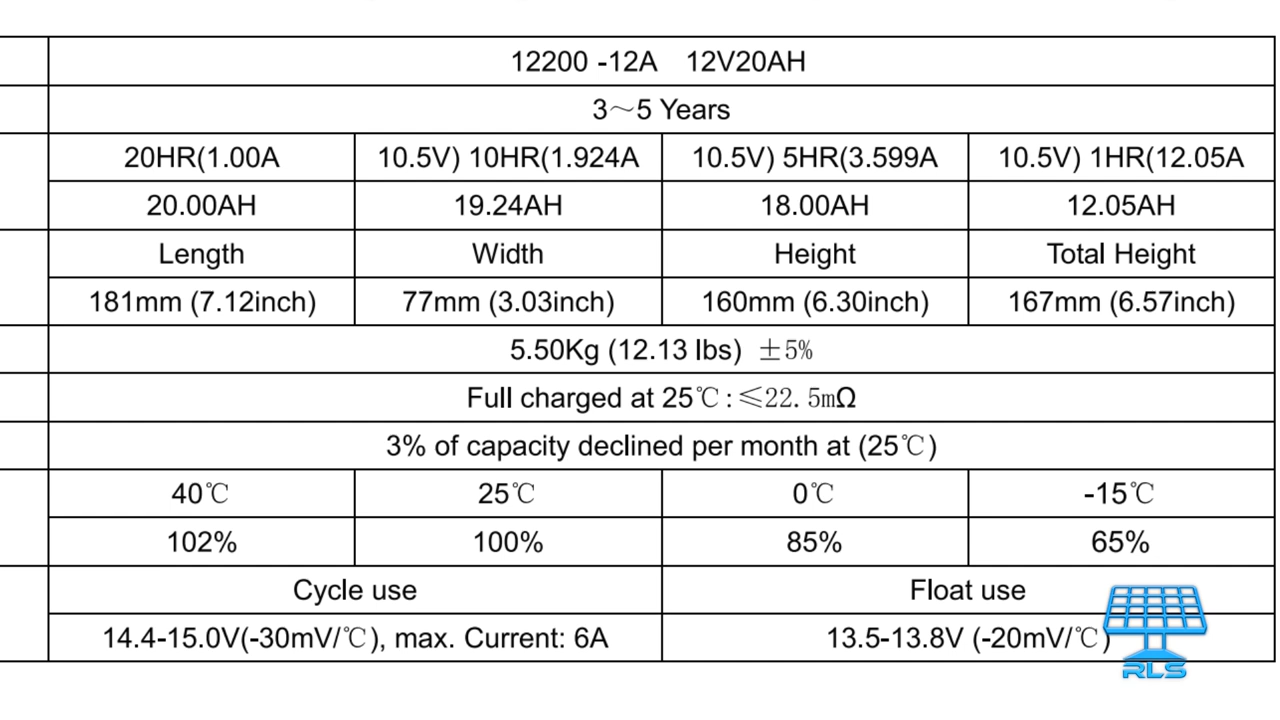 12200 -12A 12V20AH
3～5 Years
20HR(1.00A 10.5V) 10HR(1.924A 10.5V) 5HR(3.599A 10.5V) 1HR(12.05A
20.00AH 19.24AH 18.00AH 12.05AH
Length Width Height Total Height
181mm (7.12inch) 77mm (3.03inch) 160mm (6.30inch) 167mm (6.57inch)
5.50Kg (12.13 lbs) ±5%
Full charged at 25℃:≤22.5mΩ
3% of capacity declined per month at (25℃)
40℃ 25℃ 0℃ -15℃
102% 100% 85% 65%
Cycle use Float use
14.4-15.0V(-30mV/℃), max. Current: 6A 13.5-13.8V (-20mV/℃)
RLS